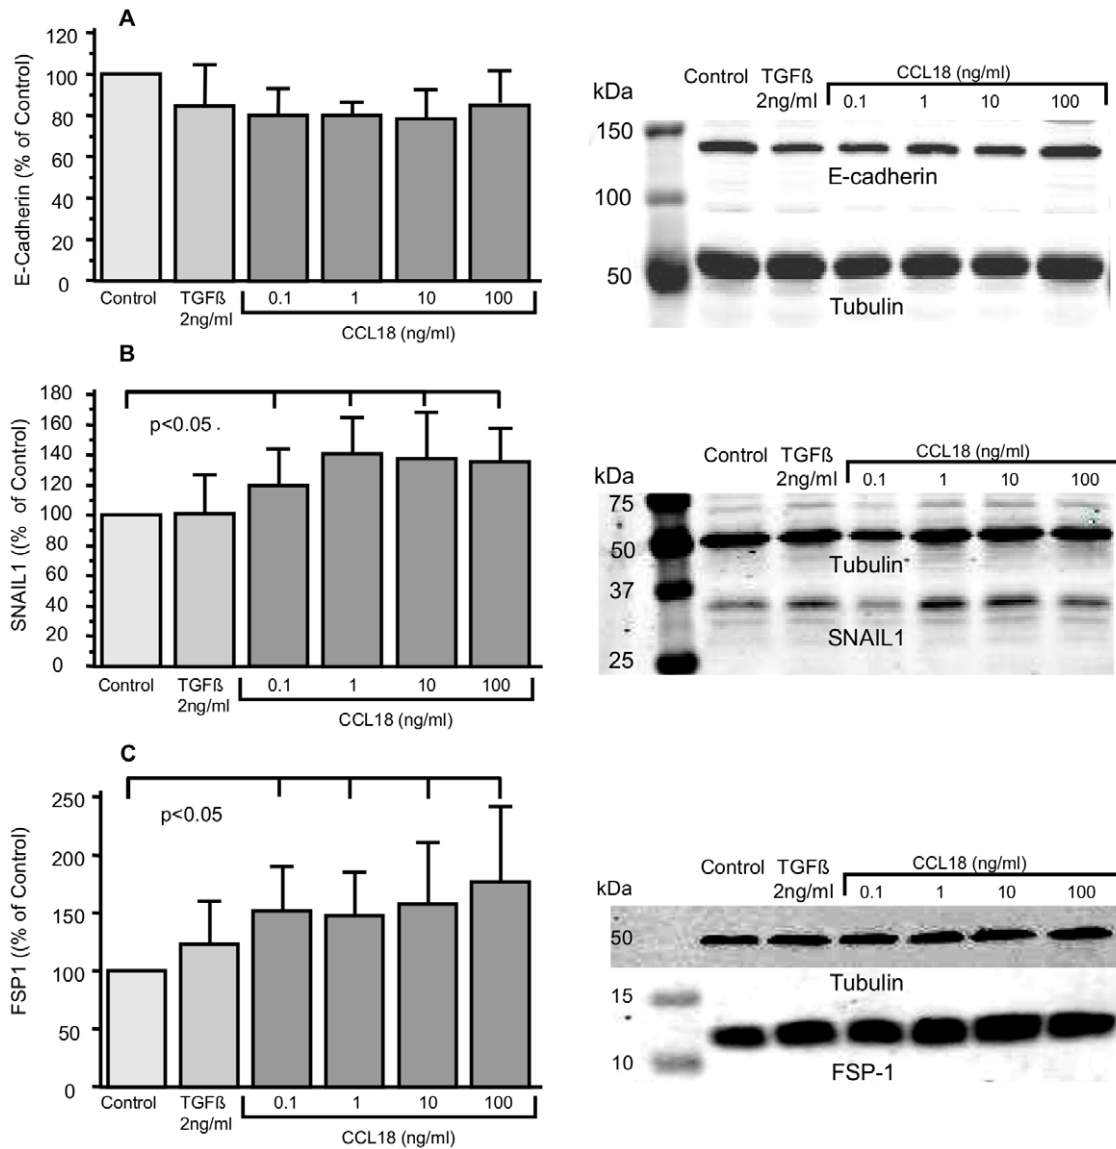 A
E-Cadherin (% of Control)
120
100
80
60
40
20
0
Control
TGFß
2ng/ml
0.1 1 10 100
CCL18 (ng/ml)
kDa
Control TGFß
2ng/ml
CCL18 (ng/ml)
0.1 1 10 100
150
E-cadherin
100
50
Tubulin
B
SNAIL1 ((% of Control)
180
160
140
120
100
80
60
40
20
0
p<0.05 .
Control
TGFß
2ng/ml
0.1 1 10 100
CCL18 (ng/ml)
kDa
Control TGFß
2ng/ml
CCL18 (ng/ml)
0.1 1 10 100
75
50
Tubulin
37
SNAIL1
25
C
FSP1 ((% of Control)
250
200
150
100
50
0
p<0.05
Control
TGFß
2ng/ml
0.1 1 10 100
CCL18 (ng/ml)
kDa
Control TGFß
2ng/ml
CCL18 (ng/ml)
0.1 1 10 100
50
Tubulin
15
10
FSP-1